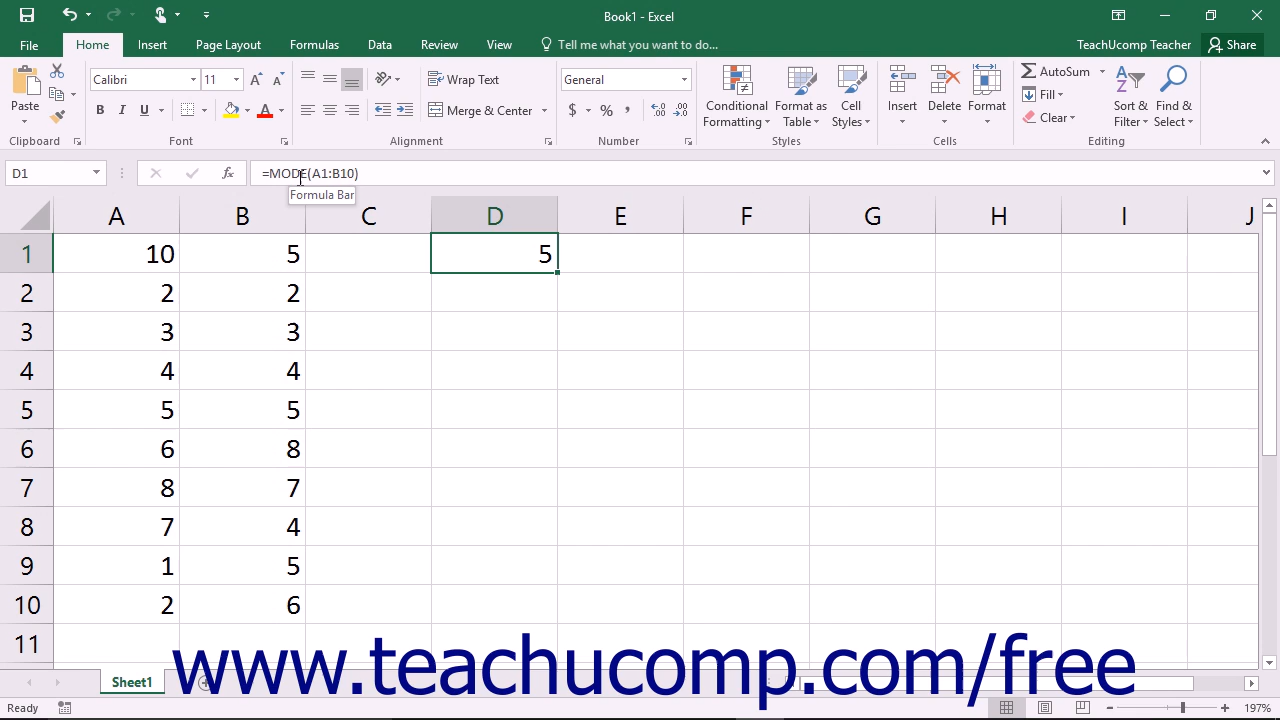 Book1 - Excel
File Home Insert Page Layout Formulas Data Review View Tell me what you want to do... TeachUcomp Teacher Share
Calibri 11 Wrap Text General AutoSum
Paste Merge & Center $ % , Conditional Formatting Format as Table Cell Styles Insert Delete Format Fill Sort & Filter Find & Select
B I U A Clear
Clipboard Font Alignment Number Styles Cells Editing
D1 fx =MODE(A1:B10)
Formula Bar
A B C D E F G H I J
1 10 5 5
2 2 2
3 3 3
4 4 4
5 5 5
6 6 8
7 8 7
8 7 4
9 1 5
10 2 6
11
www.teachucomp.com/free
Sheet1
Ready 197%